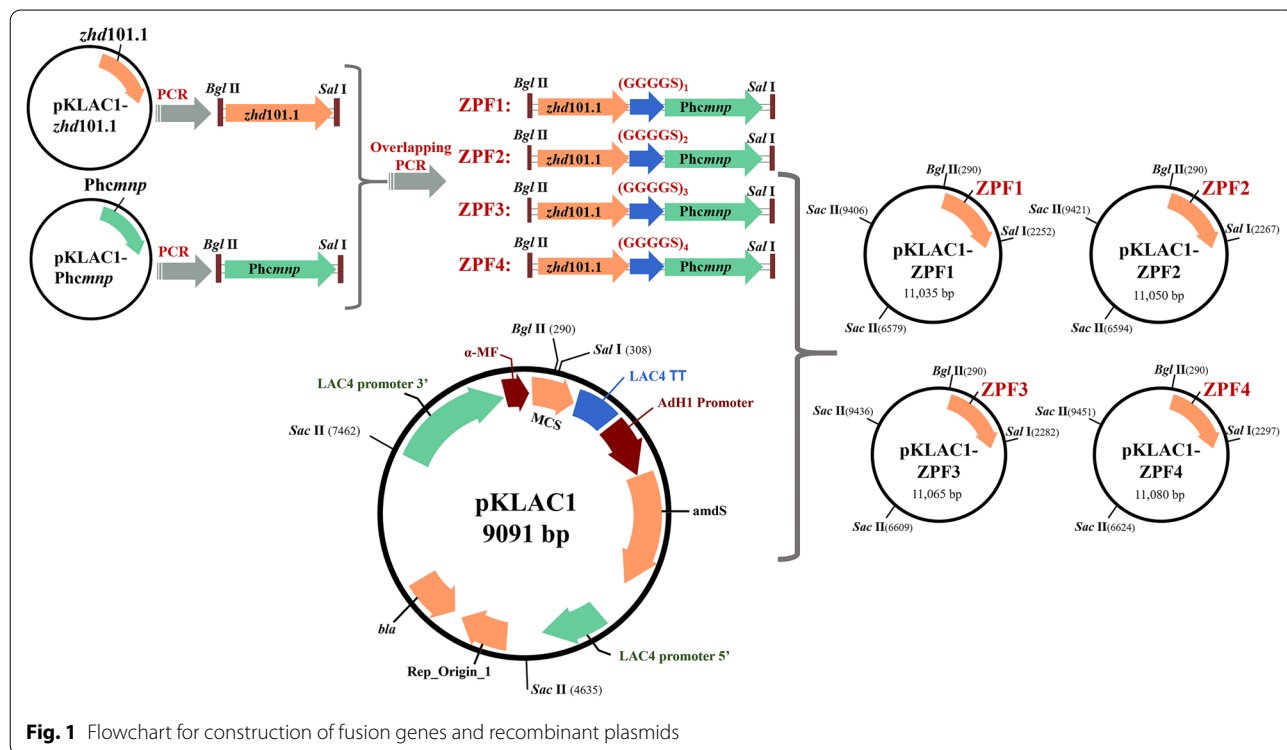 zhd101.1
pKLAC1-
zhd101.1
PCR
Bgl II
Sal I
zhd101.1
Phcmnp
pKLAC1-
Phcmnp
PCR
Bgl II
Sal I
Phcmnp
Overlapping
PCR
Bgl II
(GGGGS)1
Sal I
ZPF1:
zhd101.1
Phcmnp
Bgl II
(GGGGS)2
Sal I
ZPF2:
zhd101.1
Phcmnp
(GGGGS)3
Bgl II
Sal I
ZPF3:
zhd101.1
Phcmnp
(GGGGS)4
Bgl II
Sal I
ZPF4:
zhd101.1
Phcmnp
Bgl II (290)
Sal I (308)
α-MF
LAC4 TT
LAC4 promoter 3’
AdH1 Promoter
MCS
Sac II (7462)
pKLAC1
9091 bp
amdS
bla
Rep_Origin_1
LAC4 promoter 5’
Sac II (4635)
Bgl II(290)
ZPF1
Sac II(9406)
Sal I(2252)
pKLAC1-
ZPF1
11,035 bp
Sac II(6579)
Bgl II(290)
ZPF2
Sac II(9421)
Sal I(2267)
pKLAC1-
ZPF2
11,050 bp
Sac II(6594)
Bgl II(290)
ZPF3
Sac II(9436)
Sal I(2282)
pKLAC1-
ZPF3
11,065 bp
Sac II(6609)
Bgl II(290)
ZPF4
Sac II(9451)
Sal I(2297)
pKLAC1-
ZPF4
11,080 bp
Sac II(6624)
Fig. 1 Flowchart for construction of fusion genes and recombinant plasmids